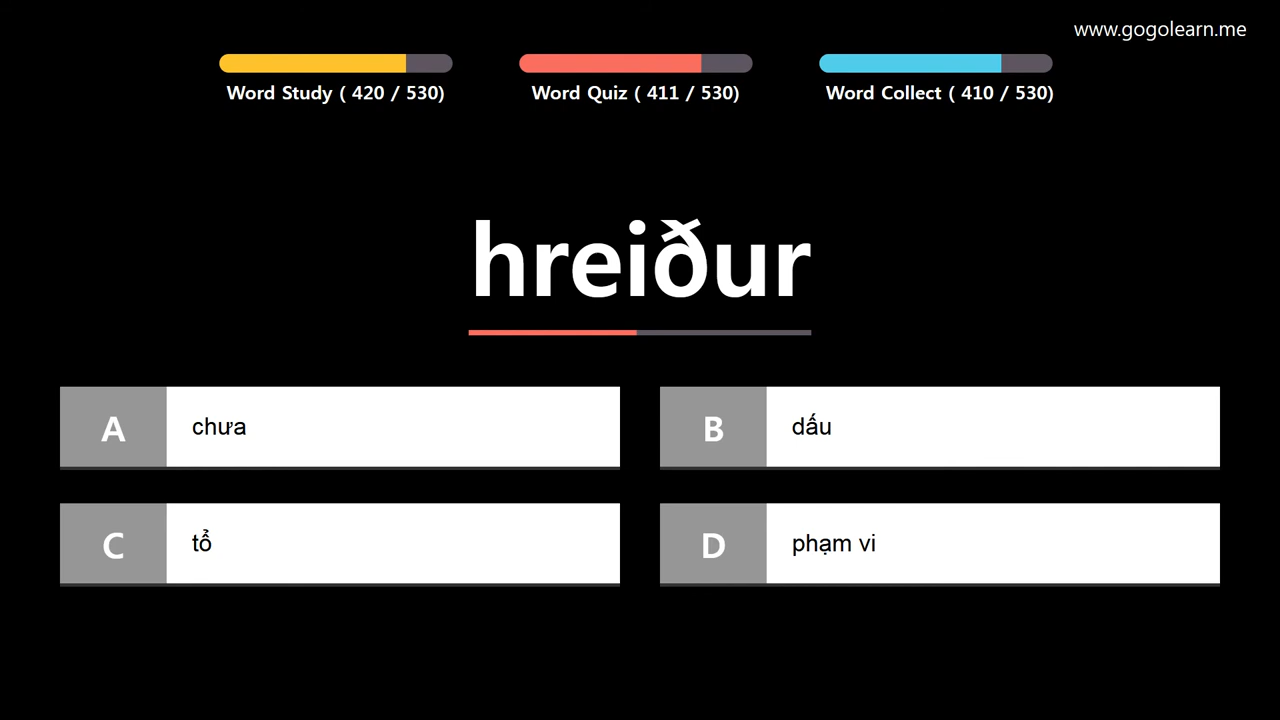 www.gogolearn.me
Word Study ( 420 / 530)
Word Quiz ( 411 / 530)
Word Collect ( 410 / 530)
hreiður
A chưa
B dấu
C tổ
D phạm vi